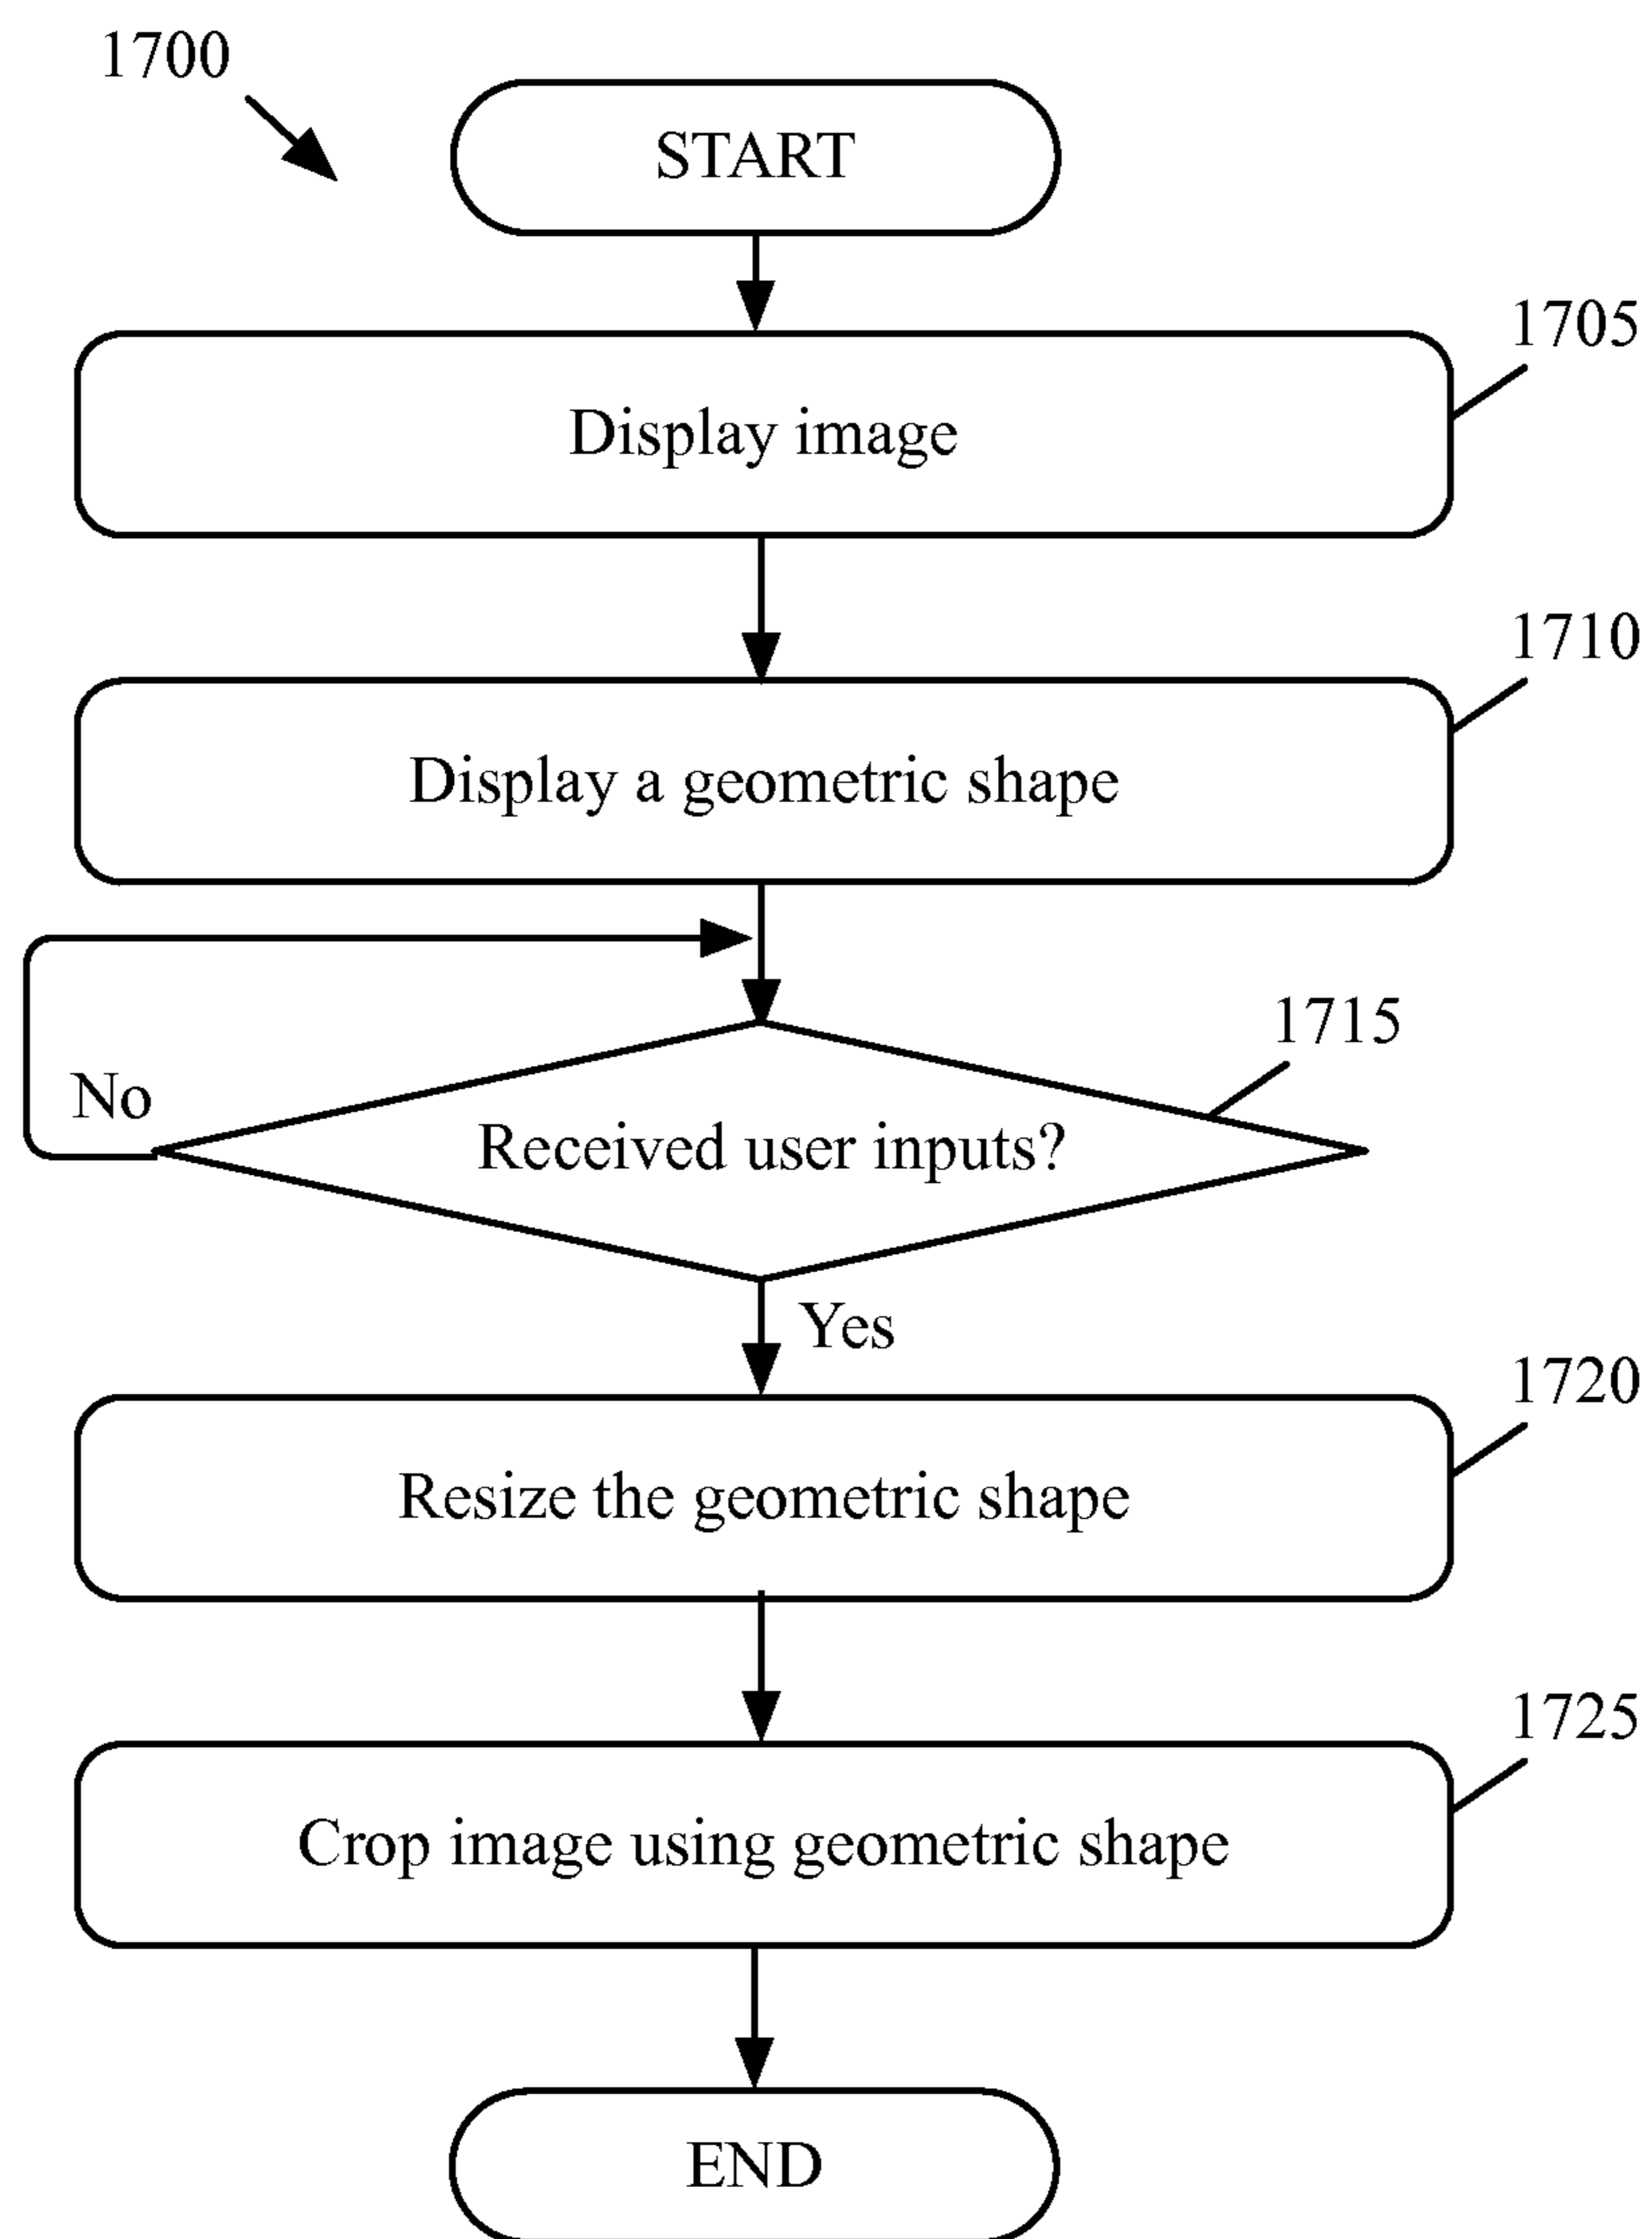 1700
START
1705
Display image
1710
Display a geometric shape
1715
No
Received user inputs?
Yes
1720
Resize the geometric shape
1725
Crop image using geometric shape
END